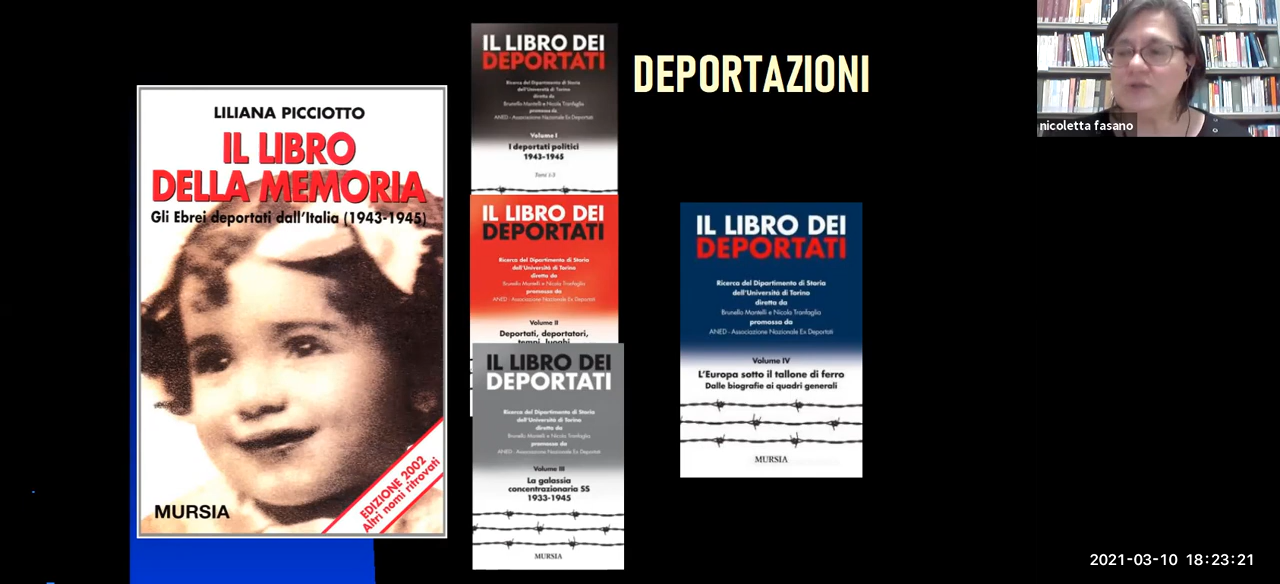 LILIANA PICCIOTTO
IL LIBRO
DELLA MEMORIA
Gli Ebrei deportati dall'Italia (1943-1945)
EDIZIONE 2002
Altri nomi ritrovati
MURSIA
IL LIBRO DEI
DEPORTATI
Ricerca del Dipartimento di Storia
dell'Università di Torino
diretta da
Brunello Mantelli e Nicola Tranfaglia
promossa da
ANED - Associazione Nazionale Ex Deportati
Volume I
I deportati politici
1943-1945
Tomi 1-3
IL LIBRO DEI
DEPORTATI
Ricerca del Dipartimento di Storia
dell'Università di Torino
diretta da
Brunello Mantelli e Nicola Tranfaglia
promossa da
ANED - Associazione Nazionale Ex Deportati
Volume II
Deportati, deportatori,
tempi, luoghi
IL LIBRO DEI
DEPORTATI
Ricerca del Dipartimento di Storia
dell'Università di Torino
diretta da
Brunello Mantelli e Nicola Tranfaglia
promossa da
ANED - Associazione Nazionale Ex Deportati
Volume III
La galassia
concentrazionaria SS
1933-1945
MURSIA
DEPORTAZIONI
IL LIBRO DEI
DEPORTATI
Ricerca del Dipartimento di Storia
dell'Università di Torino
diretta da
Brunello Mantelli e Nicola Tranfaglia
promossa da
ANED - Associazione Nazionale Ex Deportati
Volume IV
L'Europa sotto il tallone di ferro
Dalle biografie ai quadri generali
MURSIA
nicoletta fasano
2021-03-10 18:23:21